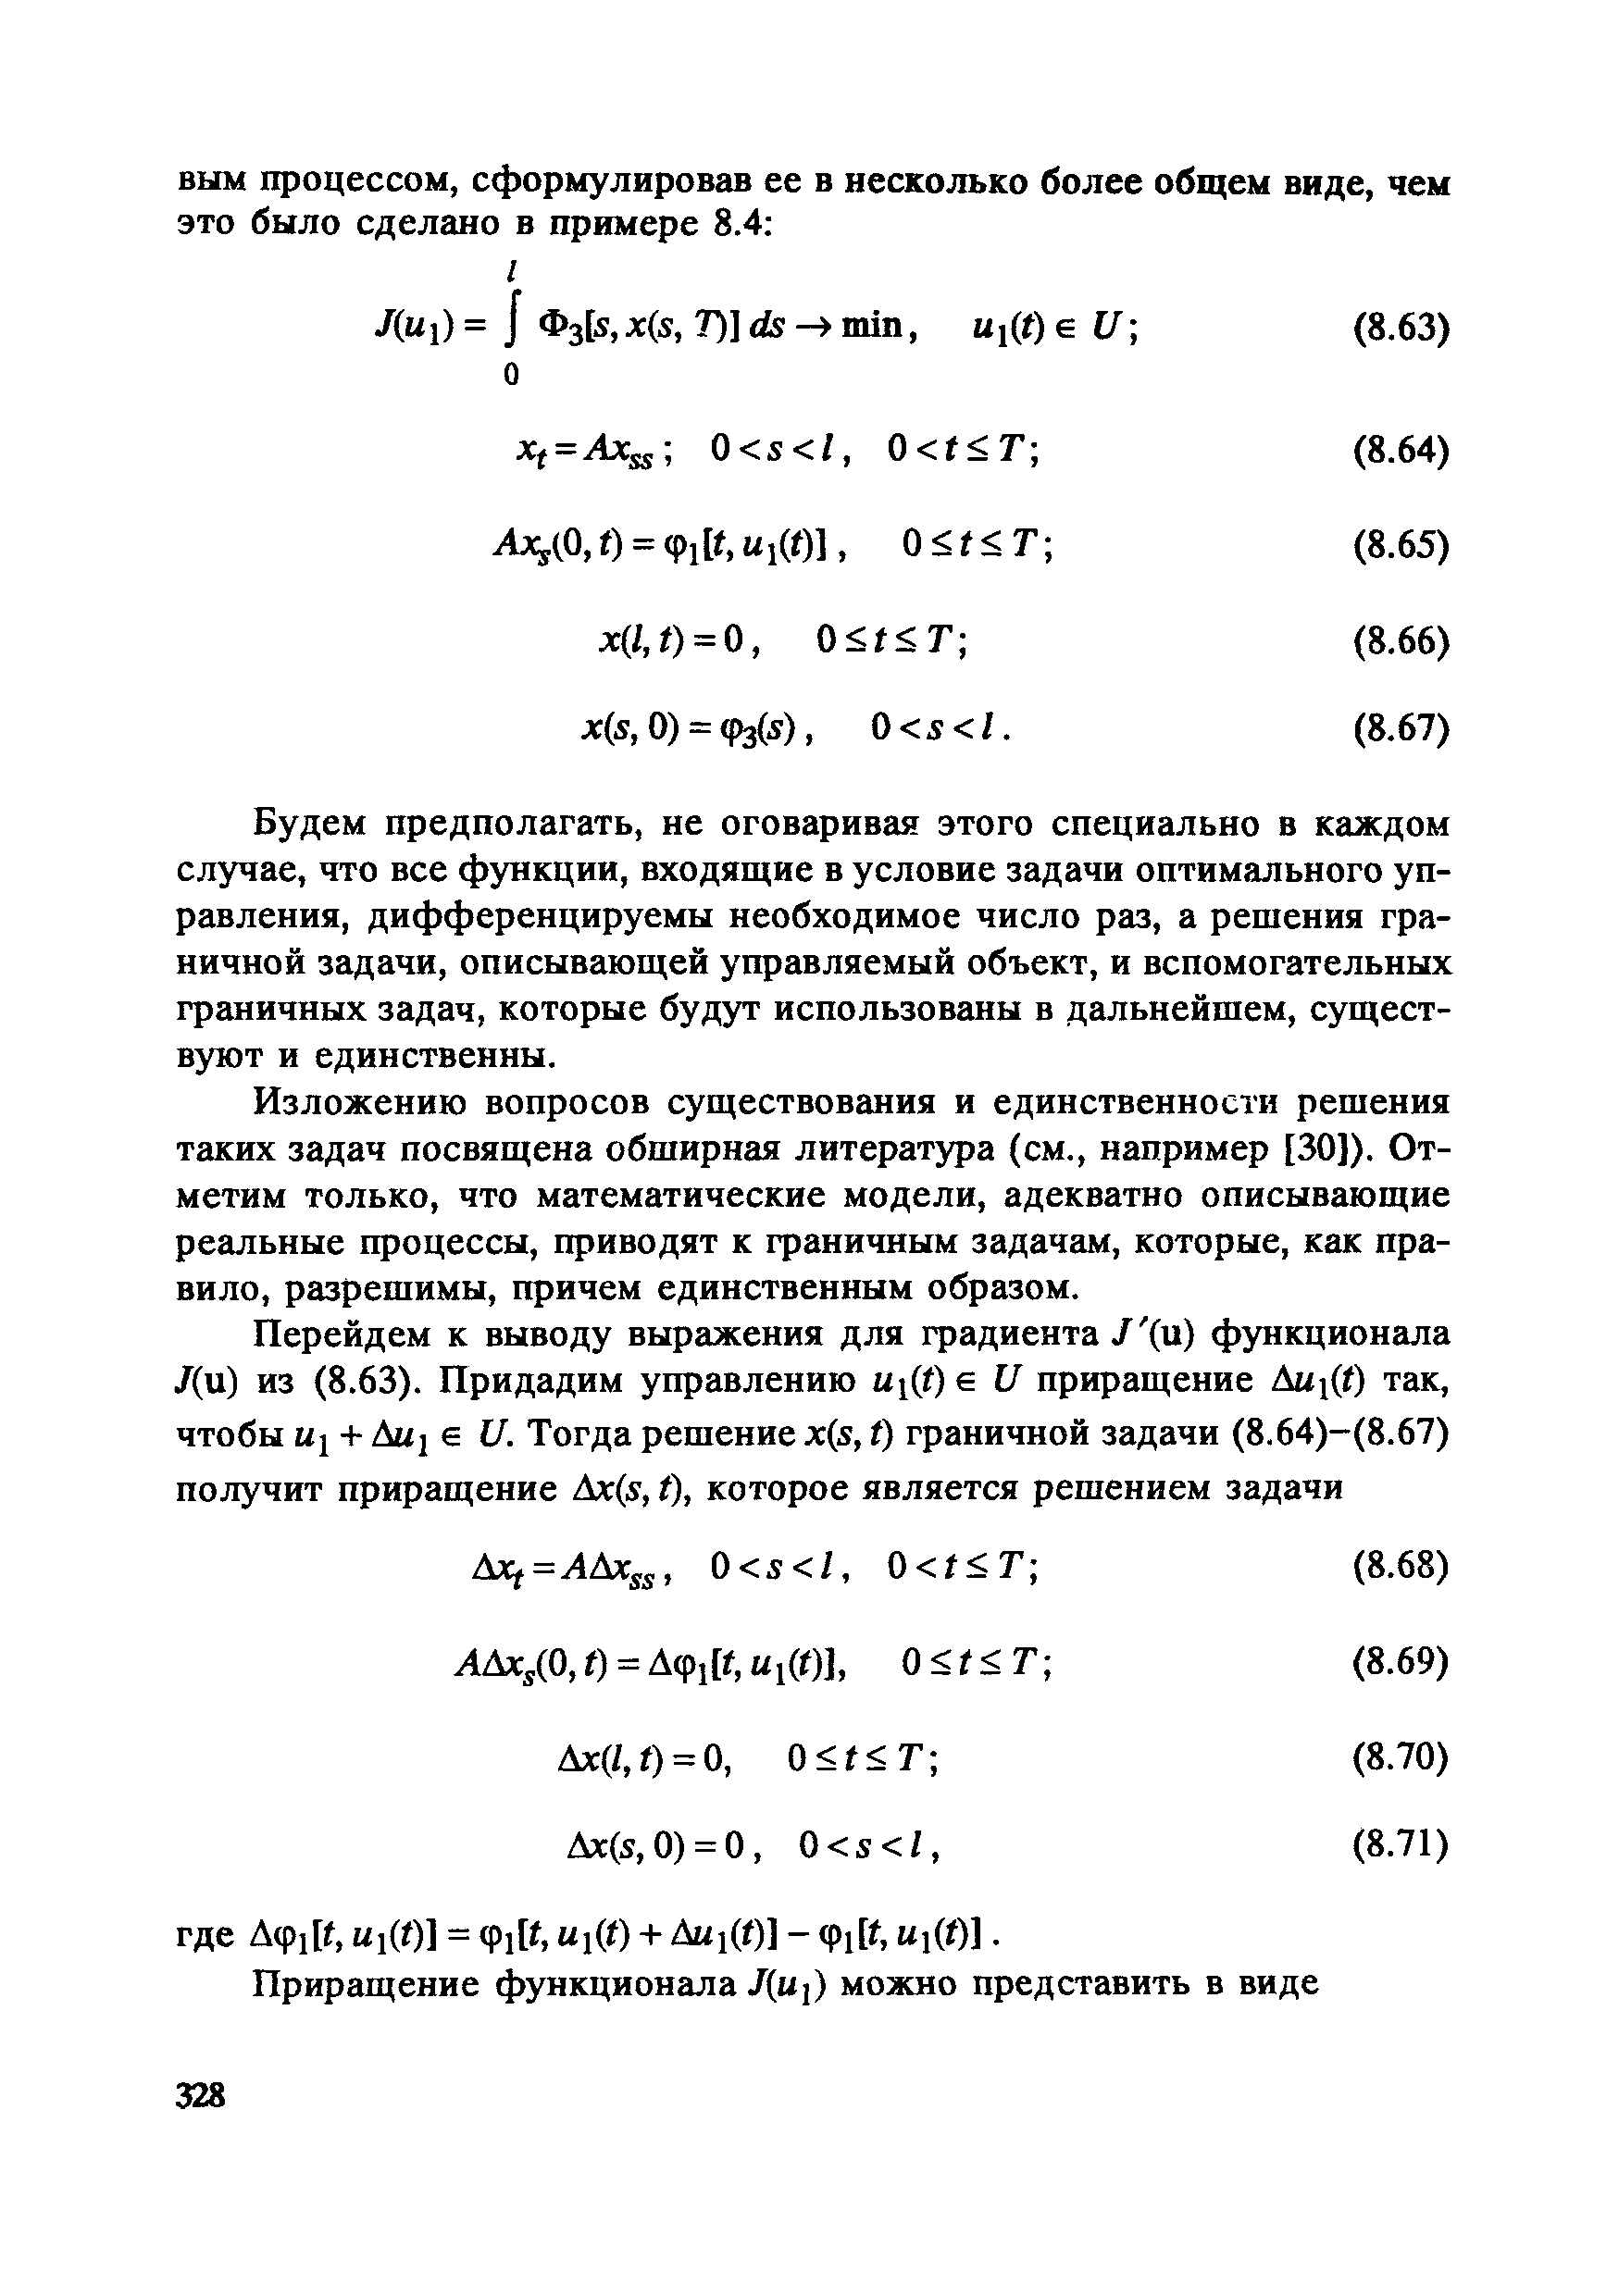 вым процессом, сформулировав ее в несколько более общем виде, чем
это было сделано в примере 8.4:
l
J(u₁) = ∫ Φ₃[s, x(s, T)] ds → min, u₁(t) ∈ U; (8.63)
0
xₜ = Axₛₛ; 0 < s < l, 0 < t ≤ T; (8.64)
Axₛ(0, t) = φ₁[t, u₁(t)], 0 ≤ t ≤ T; (8.65)
x(l, t) = 0, 0 ≤ t ≤ T; (8.66)
x(s, 0) = φ₃(s), 0 < s < l. (8.67)
Будем предполагать, не оговаривая этого специально в каждом
случае, что все функции, входящие в условие задачи оптимального уп-
равления, дифференцируемы необходимое число раз, а решения гра-
ничной задачи, описывающей управляемый объект, и вспомогательных
граничных задач, которые будут использованы в дальнейшем, сущест-
вуют и единственны.
Изложению вопросов существования и единственности решения
таких задач посвящена обширная литература (см., например [30]). От-
метим только, что математические модели, адекватно описывающие
реальные процессы, приводят к граничным задачам, которые, как пра-
вило, разрешимы, причем единственным образом.
Перейдем к выводу выражения для градиента J′(u) функционала
J(u) из (8.63). Придадим управлению u₁(t) ∈ U приращение Δu₁(t) так,
чтобы u₁ + Δu₁ ∈ U. Тогда решение x(s, t) граничной задачи (8.64)–(8.67)
получит приращение Δx(s, t), которое является решением задачи
Δxₜ = AΔxₛₛ, 0 < s < l, 0 < t ≤ T; (8.68)
AΔxₛ(0, t) = Δφ₁[t, u₁(t)], 0 ≤ t ≤ T; (8.69)
Δx(l, t) = 0, 0 ≤ t ≤ T; (8.70)
Δx(s, 0) = 0, 0 < s < l, (8.71)
где Δφ₁[t, u₁(t)] = φ₁[t, u₁(t) + Δu₁(t)] – φ₁[t, u₁(t)].
Приращение функционала J(u₁) можно представить в виде
328